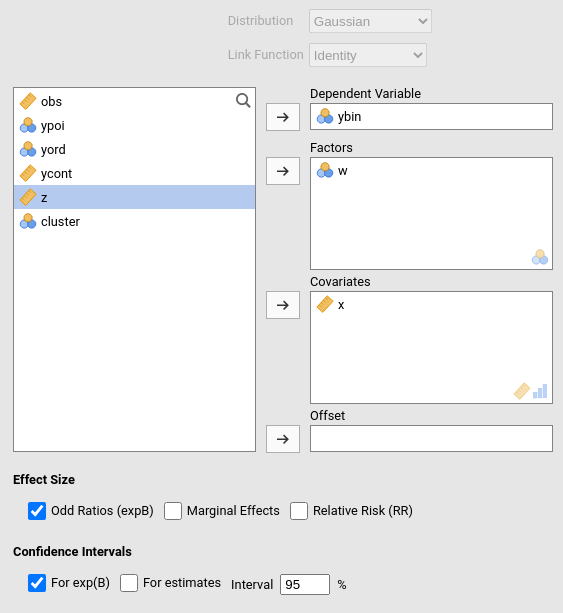 Distribution Gaussian
Link Function Identity
obs
ypoi
yord
ycont
z
cluster
Dependent Variable
ybin
Factors
w
Covariates
x
Offset
Effect Size
Odd Ratios (expB) Marginal Effects Relative Risk (RR)
Confidence Intervals
For exp(B) For estimates Interval 95 %